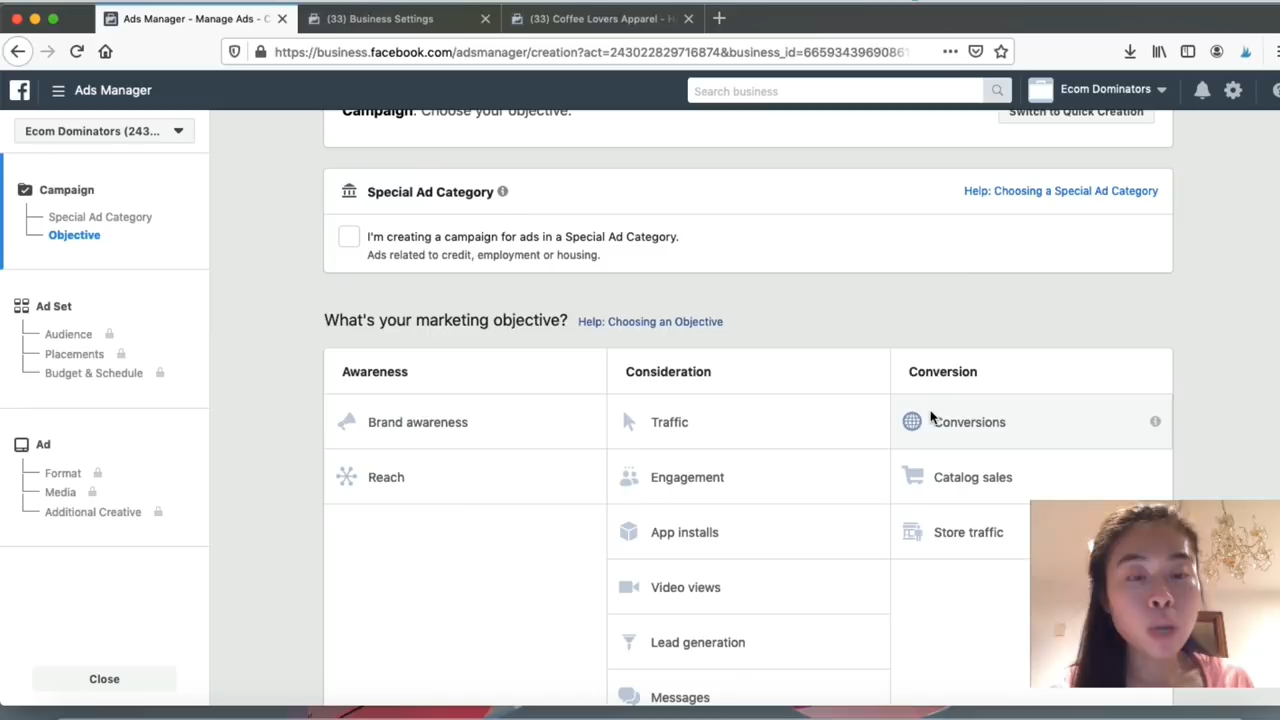 Ads Manager - Manage Ads - C
(33) Business Settings
(33) Coffee Lovers Apparel - H
https://business.facebook.com/adsmanager/creation?act=243022829716874&business_id=66593439690861
Ads Manager
Search business
Ecom Dominators
Ecom Dominators (243...
Campaign: Choose your objective.
Switch to Quick Creation
Campaign
Special Ad Category
Objective
Ad Set
Audience
Placements
Budget & Schedule
Ad
Format
Media
Additional Creative
Close
Special Ad Category
Help: Choosing a Special Ad Category
I'm creating a campaign for ads in a Special Ad Category.
Ads related to credit, employment or housing.
What's your marketing objective?
Help: Choosing an Objective
Awareness
Consideration
Conversion
Brand awareness
Traffic
Conversions
Reach
Engagement
Catalog sales
App installs
Store traffic
Video views
Lead generation
Messages